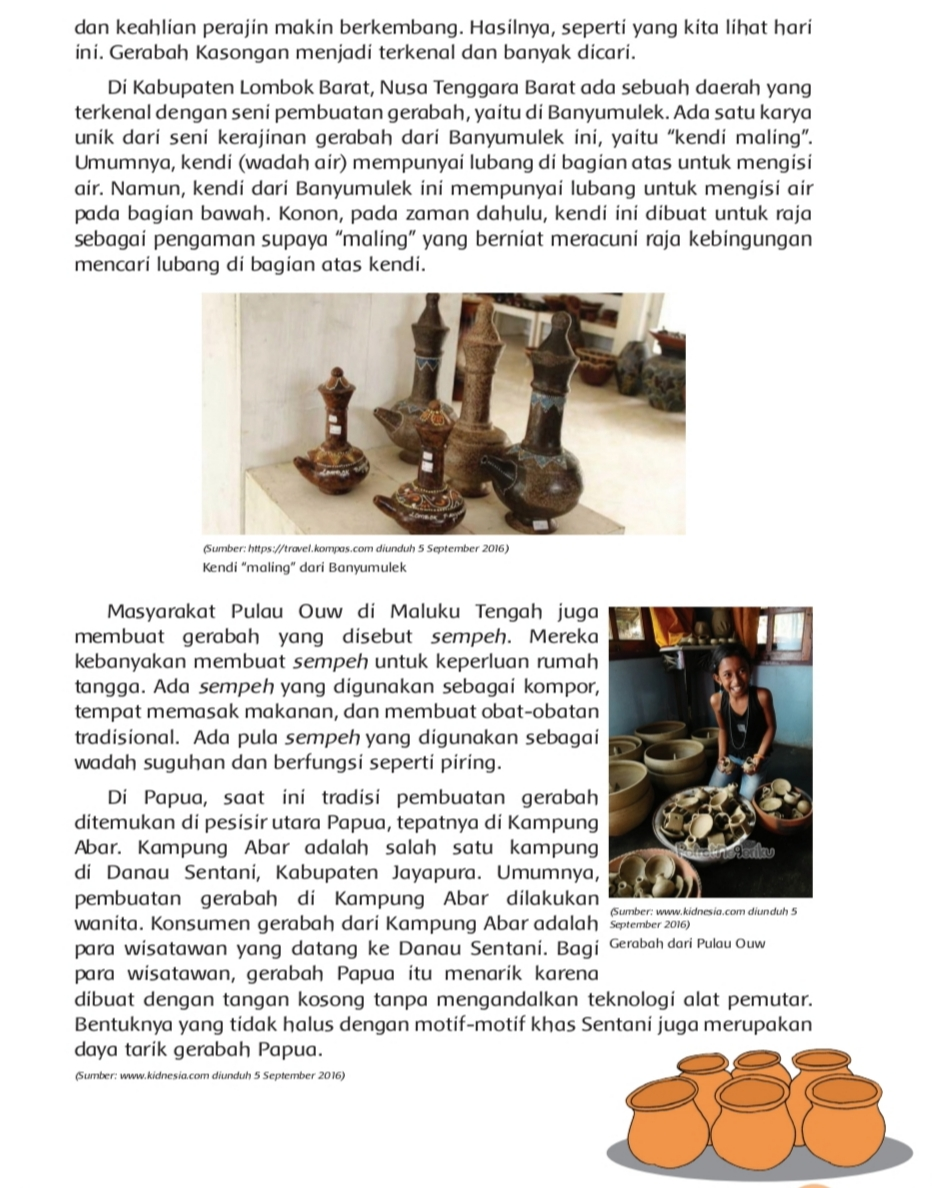 dan keahlian perajin makin berkembang. Hasilnya, seperti yang kita lihat hari
ini. Gerabah Kasongan menjadi terkenal dan banyak dicari.
Di Kabupaten Lombok Barat, Nusa Tenggara Barat ada sebuah daerah yang
terkenal dengan seni pembuatan gerabah, yaitu di Banyumulek. Ada satu karya
unik dari seni kerajinan gerabah dari Banyumulek ini, yaitu “kendi maling”.
Umumnya, kendi (wadah air) mempunyai lubang di bagian atas untuk mengisi
air. Namun, kendi dari Banyumulek ini mempunyai lubang untuk mengisi air
pada bagian bawah. Konon, pada zaman dahulu, kendi ini dibuat untuk raja
sebagai pengaman supaya “maling” yang berniat meracuni raja kebingungan
mencari lubang di bagian atas kendi.
(Sumber: https://travel.kompas.com diunduh 5 September 2016)
Kendi “maling” dari Banyumulek
Masyarakat Pulau Ouw di Maluku Tengah juga
membuat gerabah yang disebut sempeh. Mereka
kebanyakan membuat sempeh untuk keperluan rumah
tangga. Ada sempeh yang digunakan sebagai kompor,
tempat memasak makanan, dan membuat obat-obatan
tradisional. Ada pula sempeh yang digunakan sebagai
wadah suguhan dan berfungsi seperti piring.
Di Papua, saat ini tradisi pembuatan gerabah
ditemukan di pesisir utara Papua, tepatnya di Kampung
Abar. Kampung Abar adalah salah satu kampung
di Danau Sentani, Kabupaten Jayapura. Umumnya,
pembuatan gerabah di Kampung Abar dilakukan
wanita. Konsumen gerabah dari Kampung Abar adalah
para wisatawan yang datang ke Danau Sentani. Bagi
para wisatawan, gerabah Papua itu menarik karena
dibuat dengan tangan kosong tanpa mengandalkan teknologi alat pemutar.
Bentuknya yang tidak halus dengan motif-motif khas Sentani juga merupakan
daya tarik gerabah Papua.
(Sumber: www.kidnesia.com diunduh 5 September 2016)
(Sumber: www.kidnesia.com diunduh 5
September 2016)
Gerabah dari Pulau Ouw